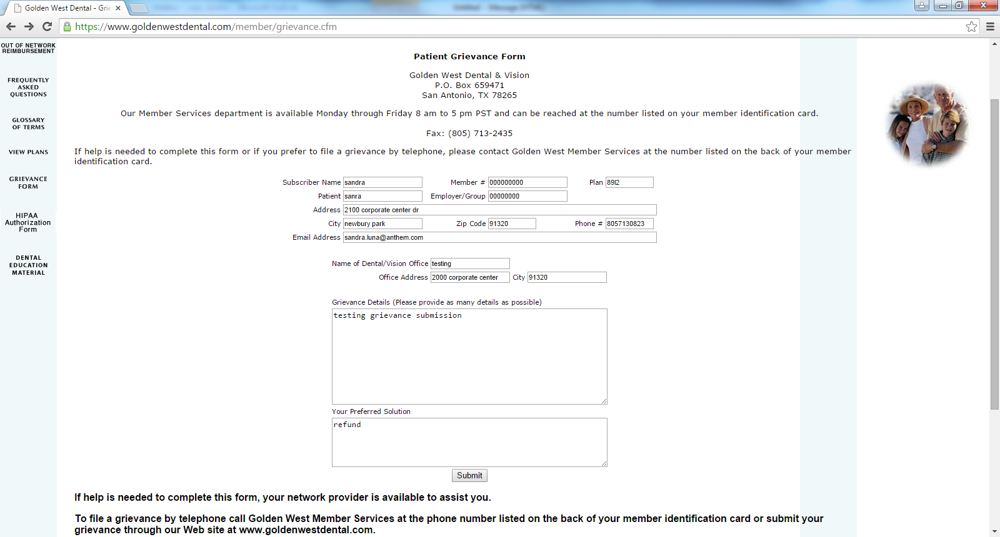 Golden West Dental - Grie
https://www.goldenwestdental.com/member/grievance.cfm
OUT OF NETWORK
REIMBURSEMENT
FREQUENTLY
ASKED
QUESTIONS
GLOSSARY
OF TERMS
VIEW PLANS
GRIEVANCE
FORM
HIPAA
Authorization
Form
DENTAL
EDUCATION
MATERIAL
Patient Grievance Form
Golden West Dental & Vision
P.O. Box 659471
San Antonio, TX 78265
Our Member Services department is available Monday through Friday 8 am to 5 pm PST and can be reached at the number listed on your member identification card.
Fax: (805) 713-2435
If help is needed to complete this form or if you prefer to file a grievance by telephone, please contact Golden West Member Services at the number listed on the back of your member
identification card.
Subscriber Name sandra Member # 000000000 Plan 89I2
Patient sanra Employer/Group 00000000
Address 2100 corporate center dr
City newbury park Zip Code 91320 Phone # 8057130823
Email Address sandra.luna@anthem.com
Name of Dental/Vision Office testing
Office Address 2000 corporate center City 91320
Grievance Details (Please provide as many details as possible)
testing grievance submission
Your Preferred Solution
refund
Submit
If help is needed to complete this form, your network provider is available to assist you.
To file a grievance by telephone call Golden West Member Services at the phone number listed on the back of your member identification card or submit your
grievance through our Web site at www.goldenwestdental.com.